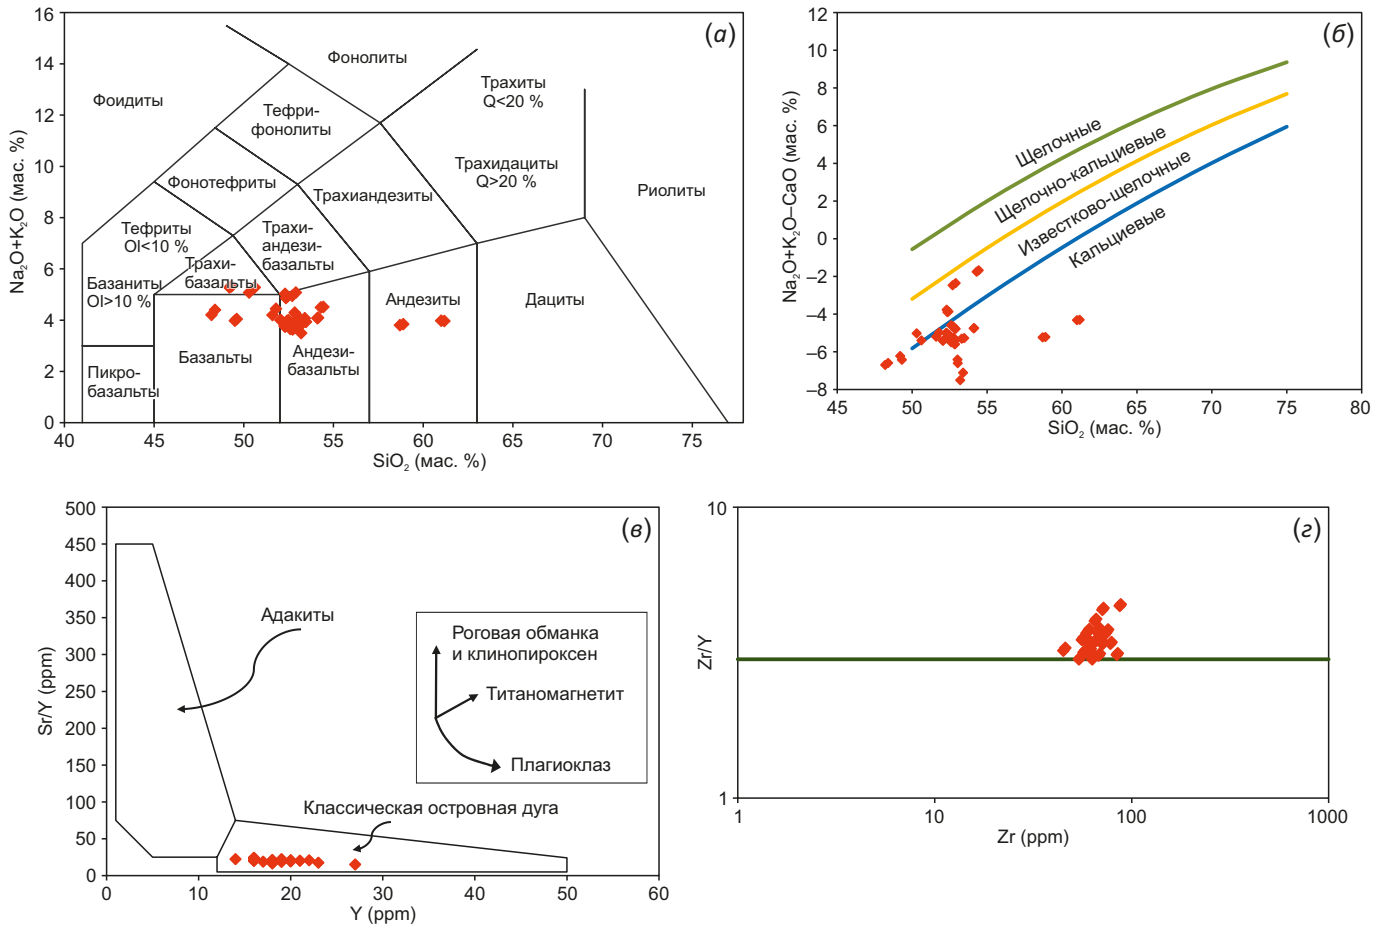 (а)
16
14
12
10
8
6
4
2
0
Na₂O+K₂O (мас. %)
Фонолиты
Фоидиты
Трахиты
Q<20 %
Тефри-
фонолиты
Фонотефриты
Трахиандезиты
Трахидациты
Q>20 %
Риолиты
Тефриты
Ol<10 %
Трахи-
андези-
базальты
Трахи-
базальты
Базаниты
Ol>10 %
Андезиты
Дациты
Базальты
Андези-
базальты
Пикро-
базальты
40 45 50 55 60 65 70 75
SiO₂ (мас. %)
(б)
12
10
8
6
4
2
0
–2
–4
–6
–8
Na₂O+K₂O–CaO (мас. %)
Щелочные
Щелочно-кальциевые
Известково-щелочные
Кальциевые
45 50 55 60 65 70 75 80
SiO₂ (мас. %)
(в)
500
450
400
350
300
250
200
150
100
50
0
Sr/Y (ppm)
Адакиты
Роговая обманка
и клинопироксен
Титаномагнетит
Плагиоклаз
Классическая островная дуга
0 10 20 30 40 50 60
Y (ppm)
(г)
10
1
Zr/Y
1 10 100 1000
Zr (ppm)